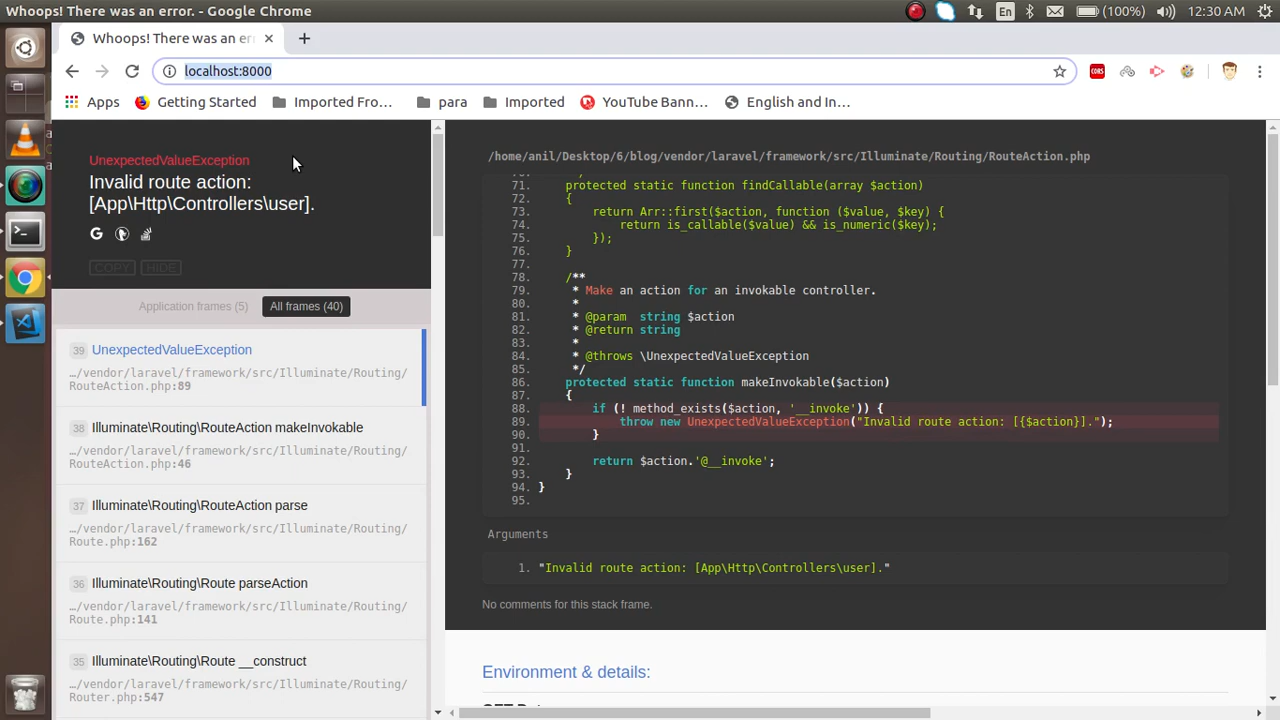 Whoops! There was an error. - Google Chrome
En
(100%)
12:30 AM
Whoops! There was an err
localhost:8000
CORS
Apps
Getting Started
Imported Fro...
para
Imported
YouTube Bann...
English and In...
UnexpectedValueException
Invalid route action:
[App\Http\Controllers\user].
COPY HIDE
Application frames (5) All frames (40)
39 UnexpectedValueException
…/vendor/laravel/framework/src/Illuminate/Routing/
RouteAction.php:89
38 Illuminate\Routing\RouteAction makeInvokable
…/vendor/laravel/framework/src/Illuminate/Routing/
RouteAction.php:46
37 Illuminate\Routing\RouteAction parse
…/vendor/laravel/framework/src/Illuminate/Routing/
Route.php:162
36 Illuminate\Routing\Route parseAction
…/vendor/laravel/framework/src/Illuminate/Routing/
Route.php:141
35 Illuminate\Routing\Route __construct
…/vendor/laravel/framework/src/Illuminate/Routing/
Router.php:547
/home/anil/Desktop/6/blog/vendor/laravel/framework/src/Illuminate/Routing/RouteAction.php
71. protected static function findCallable(array $action)
72. {
73. return Arr::first($action, function ($value, $key) {
74. return is_callable($value) && is_numeric($key);
75. });
76. }
77.
78. /**
79. * Make an action for an invokable controller.
80. *
81. * @param  string $action
82. * @return string
83. *
84. * @throws \UnexpectedValueException
85. */
86. protected static function makeInvokable($action)
87. {
88. if (! method_exists($action, '__invoke')) {
89. throw new UnexpectedValueException("Invalid route action: [{$action}].");
90. }
91.
92. return $action.'@__invoke';
93. }
94. }
95.
Arguments
1. "Invalid route action: [App\Http\Controllers\user]."
No comments for this stack frame.
Environment & details: